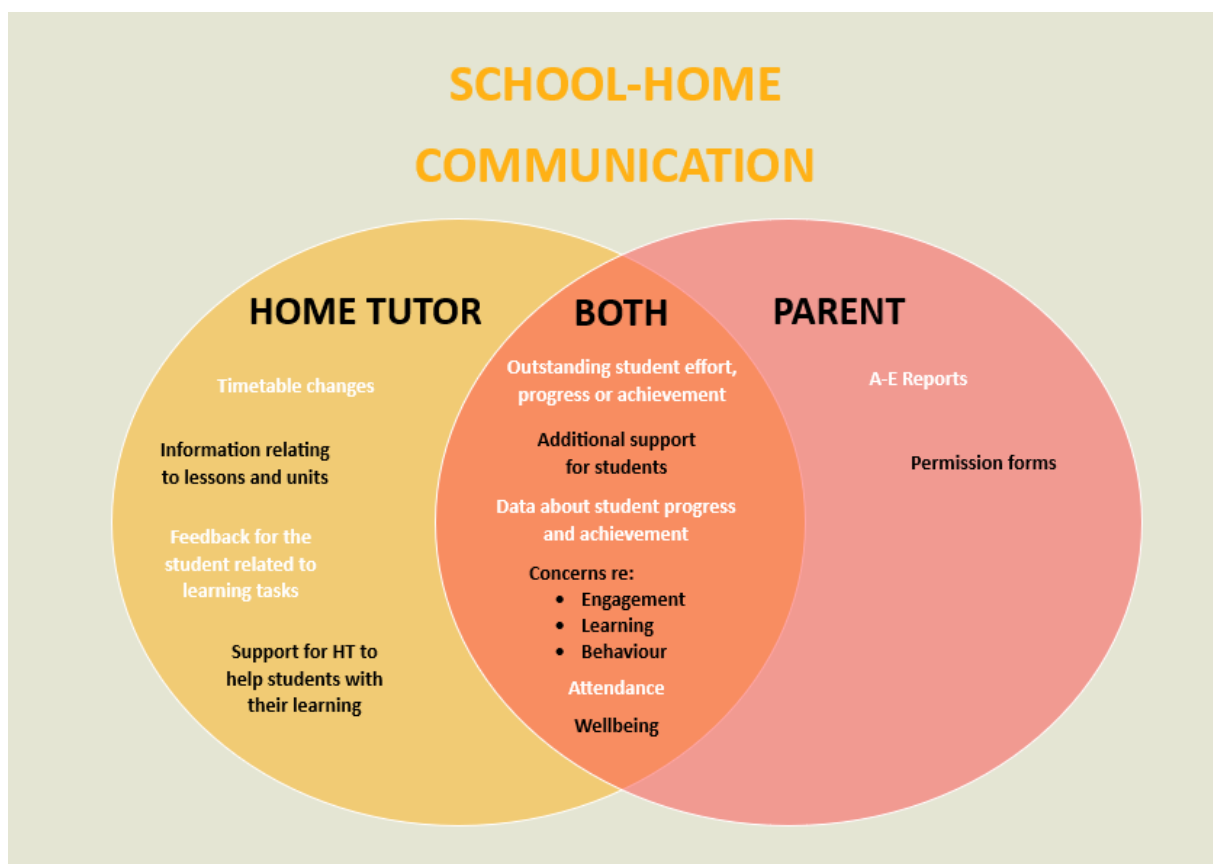 SCHOOL-HOME
COMMUNICATION
HOME TUTOR
Timetable changes
Information relating
to lessons and units
Feedback for the
student related to
learning tasks
Support for HT to
help students with
their learning
BOTH
Outstanding student effort,
progress or achievement
Additional support
for students
Data about student progress
and achievement
Concerns re:
• Engagement
• Learning
• Behaviour
Attendance
Wellbeing
PARENT
A-E Reports
Permission forms